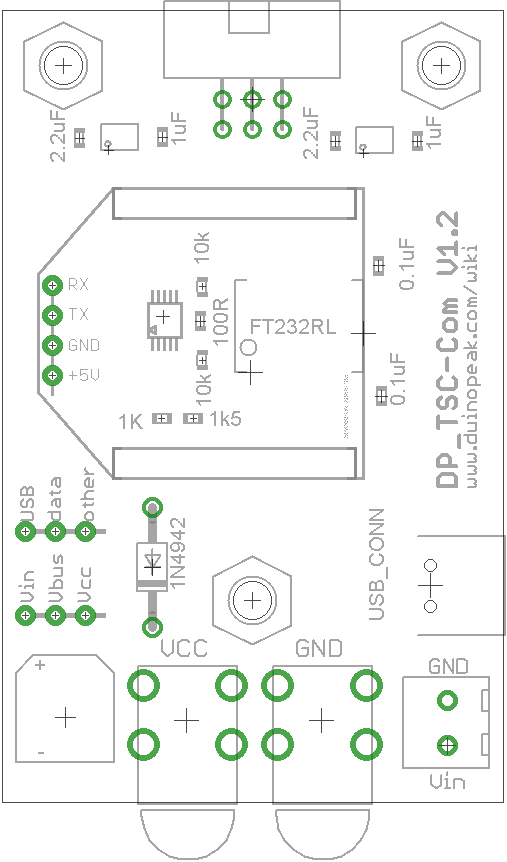 2.2uF
1uF
2.2uF
1uF
10k
0.1uF
DP_TSC-Com V1.2
www.duinopeak.com/wiki
RX
TX
GND
+5V
100R
FT232RL
10k
0.1uF
1K
1k5
USB
data
other
Vin
Vbus
Vcc
1N4942
USB_CONN
VCC
GND
GND
+
-
Vin